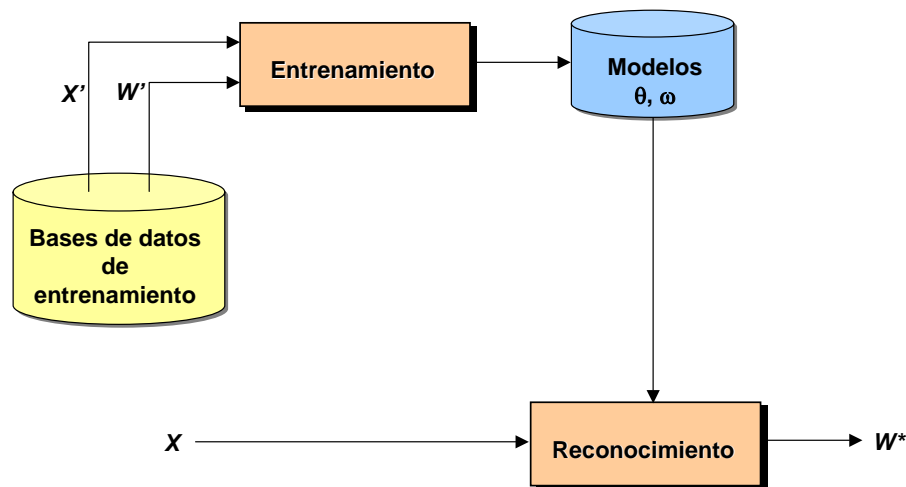 Entrenamiento
Modelos
θ, ω
X’
W’
Bases de datos
de
entrenamiento
X
Reconocimiento
W*